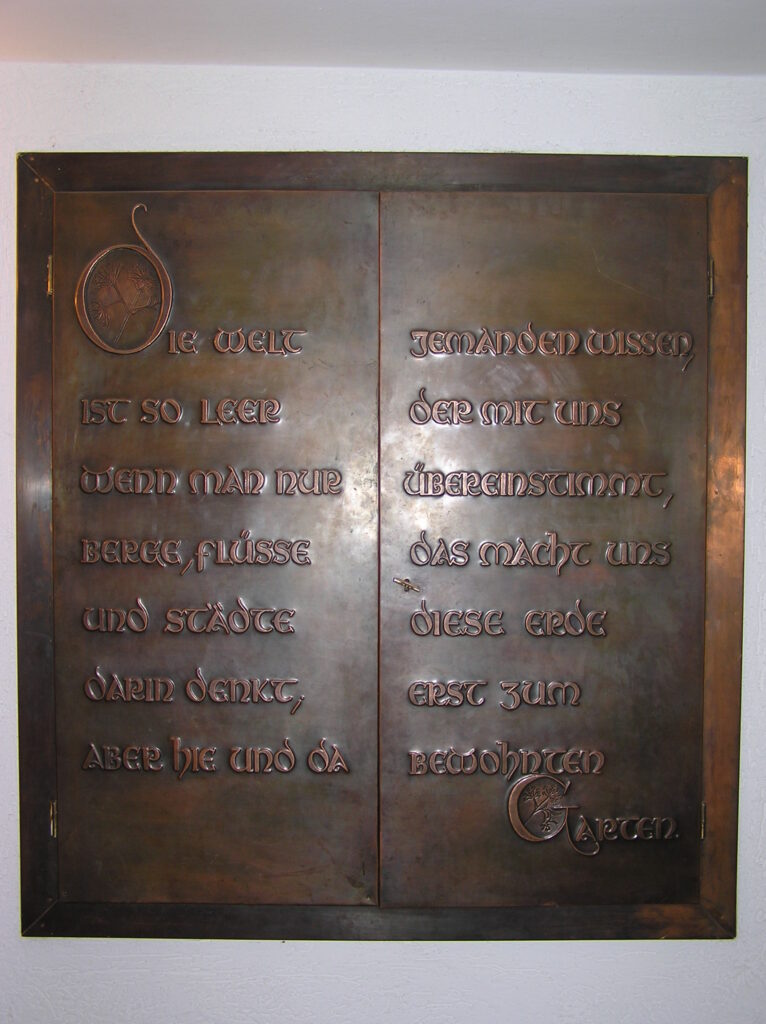 Die Welt
ist so leer
wenn man nur
Berge, Flüsse
und Städte
darin denkt,
aber hie und da
jemanden wissen,
der mit uns
übereinstimmt,
das macht uns
diese Erde
erst zum
bewohnten
Garten.